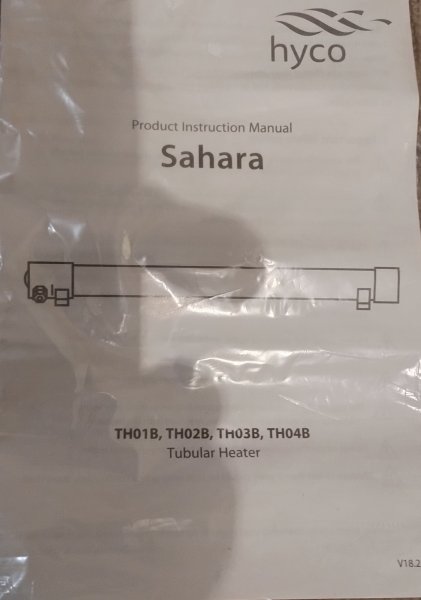 hyco
Product Instruction Manual
Sahara
TH01B, TH02B, TH03B, TH04B
Tubular Heater
V18.2